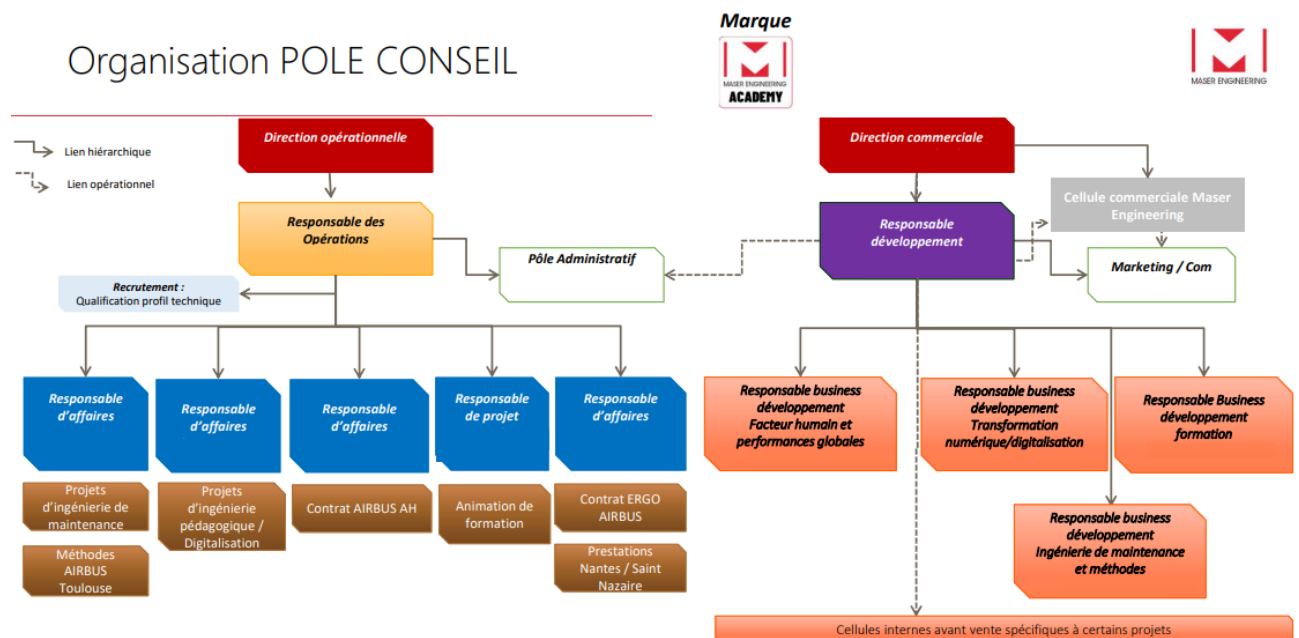 Organisation POLE CONSEIL
Marque
MASER ENGINEERING
ACADEMY
MASER ENGINEERING
Lien hiérarchique
Lien opérationnel
Direction opérationnelle
Responsable des
Opérations
Pôle Administratif
Recrutement :
Qualification profil technique
Responsable
d'affaires
Responsable
d'affaires
Responsable
d'affaires
Responsable
de projet
Responsable
d'affaires
Projets
d'ingénierie de
maintenance
Méthodes
AIRBUS
Toulouse
Projets
d'ingénierie
pédagogique /
Digitalisation
Contrat AIRBUS AH
Animation de
formation
Contrat ERGO
AIRBUS
Prestations
Nantes / Saint
Nazaire
Direction commerciale
Cellule commerciale Maser
Engineering
Responsable
développement
Marketing / Com
Responsable business
développement
Facteur humain et
performances globales
Responsable business
développement
Transformation
numérique/digitalisation
Responsable Business
développement
formation
Responsable business
développement
Ingénierie de maintenance
et méthodes
Cellules internes avant vente spécifiques à certains projets